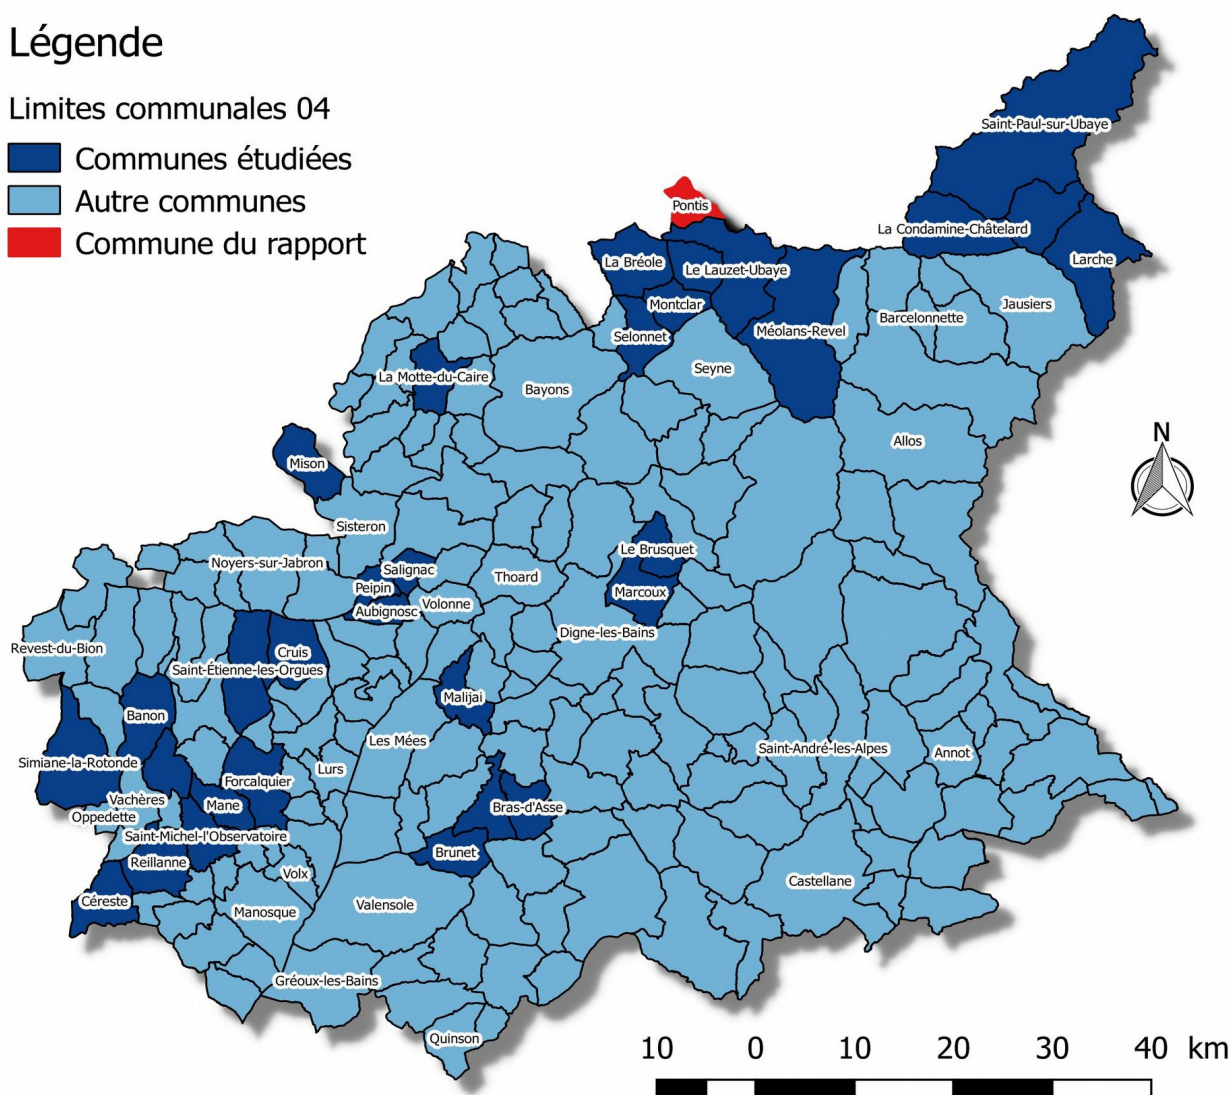 Légende
Limites communales 04
Communes étudiées
Autre communes
Commune du rapport
Saint-Paul-sur-Ubaye
Pontis
La Condamine-Châtelard
La Bréole
Le Lauzet-Ubaye
Larche
Montclar
Jausiers
Barcelonnette
Méolans-Revel
Selonnet
Seyne
La Motte-du-Caire
Bayons
Allos
N
Mison
Sisteron
Le Brusquet
Noyers-sur-Jabron
Salignac
Thoard
Peipin
Marcoux
Aubignosc
Volonne
Digne-les-Bains
Revest-du-Bion
Cruis
Saint-Étienne-les-Orgues
Malijai
Banon
Les Mées
Saint-André-les-Alpes
Annot
Simiane-la-Rotonde
Lurs
Forcalquier
Vachères
Mane
Bras-d'Asse
Oppedette
Saint-Michel-l'Observatoire
Brunet
Reillanne
Volx
Castellane
Céreste
Manosque
Valensole
Gréoux-les-Bains
Quinson
10 0 10 20 30 40 km